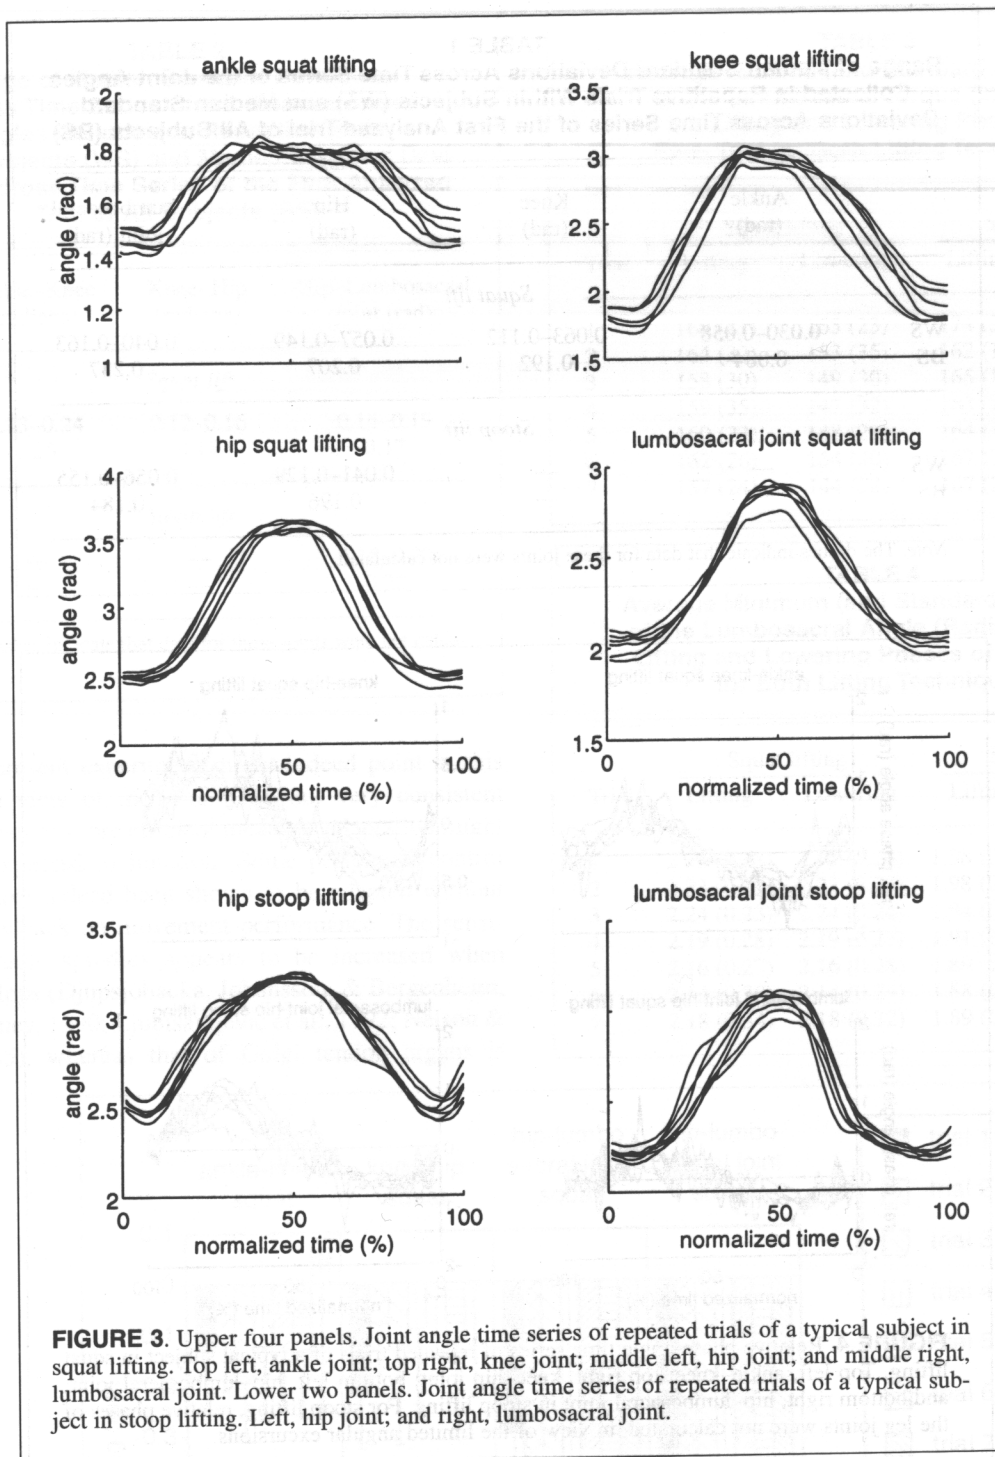 ankle squat lifting
knee squat lifting
2
1.8
1.6
1.4
1.2
1
angle (rad)
3.5
3
2.5
2
1.5
hip squat lifting
lumbosacral joint squat lifting
4
3.5
3
2.5
2
angle (rad)
0
50
100
normalized time (%)
3
2.5
2
1.5
0
50
100
normalized time (%)
hip stoop lifting
lumbosacral joint stoop lifting
3.5
3
2.5
2
angle (rad)
0
50
100
normalized time (%)
0
50
100
normalized time (%)
FIGURE 3. Upper four panels. Joint angle time series of repeated trials of a typical subject in
squat lifting. Top left, ankle joint; top right, knee joint; middle left, hip joint; and middle right,
lumbosacral joint. Lower two panels. Joint angle time series of repeated trials of a typical sub-
ject in stoop lifting. Left, hip joint; and right, lumbosacral joint.